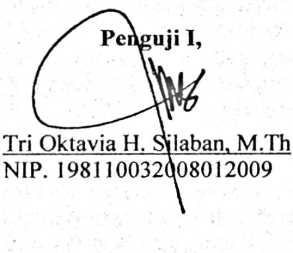 Penguji I,
Tri Oktavia H. Silaban, M.Th
NIP. 198110032008012009